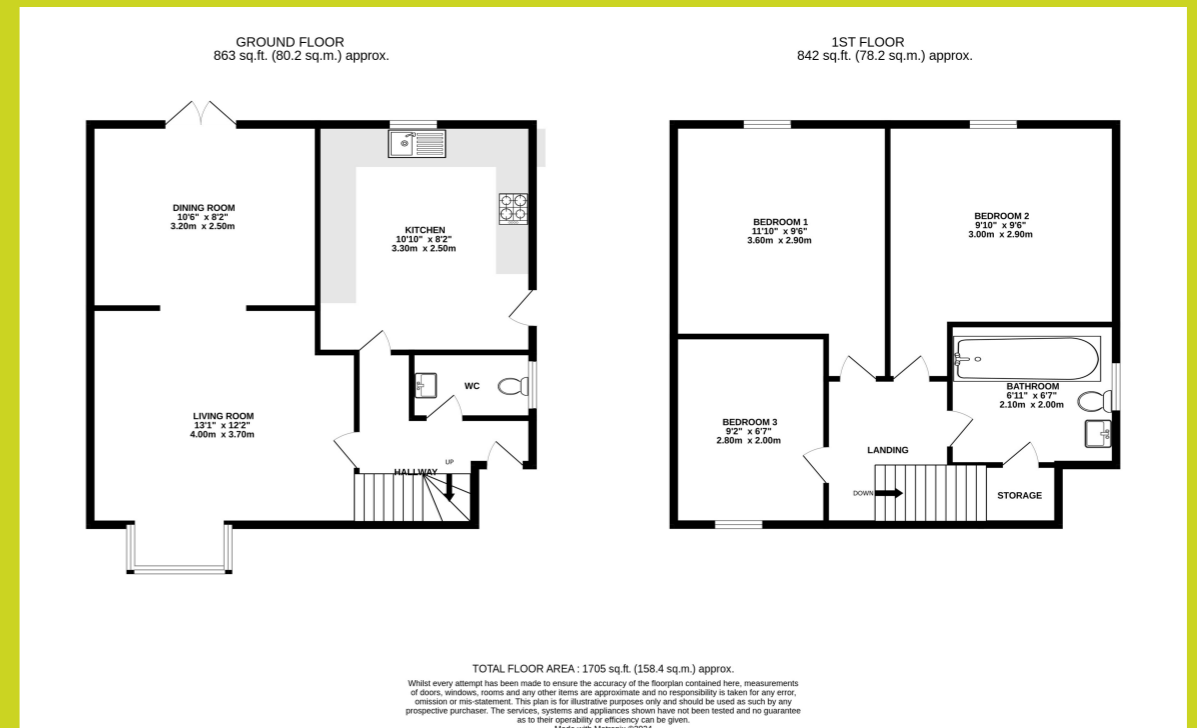 GROUND FLOOR
863 sq.ft. (80.2 sq.m.) approx.
1ST FLOOR
842 sq.ft. (78.2 sq.m.) approx.
DINING ROOM
10'6" x 8'2"
3.20m x 2.50m
KITCHEN
10'10" x 8'2"
3.30m x 2.50m
WC
LIVING ROOM
13'1" x 12'2"
4.00m x 3.70m
UP
HALLWAY
BEDROOM 1
11'10" x 9'6"
3.60m x 2.90m
BEDROOM 2
9'10" x 9'6"
3.00m x 2.90m
BATHROOM
6'11" x 6'7"
2.10m x 2.00m
BEDROOM 3
9'2" x 6'7"
2.80m x 2.00m
LANDING
DOWN
STORAGE
TOTAL FLOOR AREA : 1705 sq.ft. (158.4 sq.m.) approx.
Whilst every attempt has been made to ensure the accuracy of the floorplan contained here, measurements
of doors, windows, rooms and any other items are approximate and no responsibility is taken for any error,
omission or mis-statement. This plan is for illustrative purposes only and should be used as such by any
prospective purchaser. The services, systems and appliances shown have not been tested and no guarantee
as to their operability or efficiency can be given.
Made with Metropix ©2024